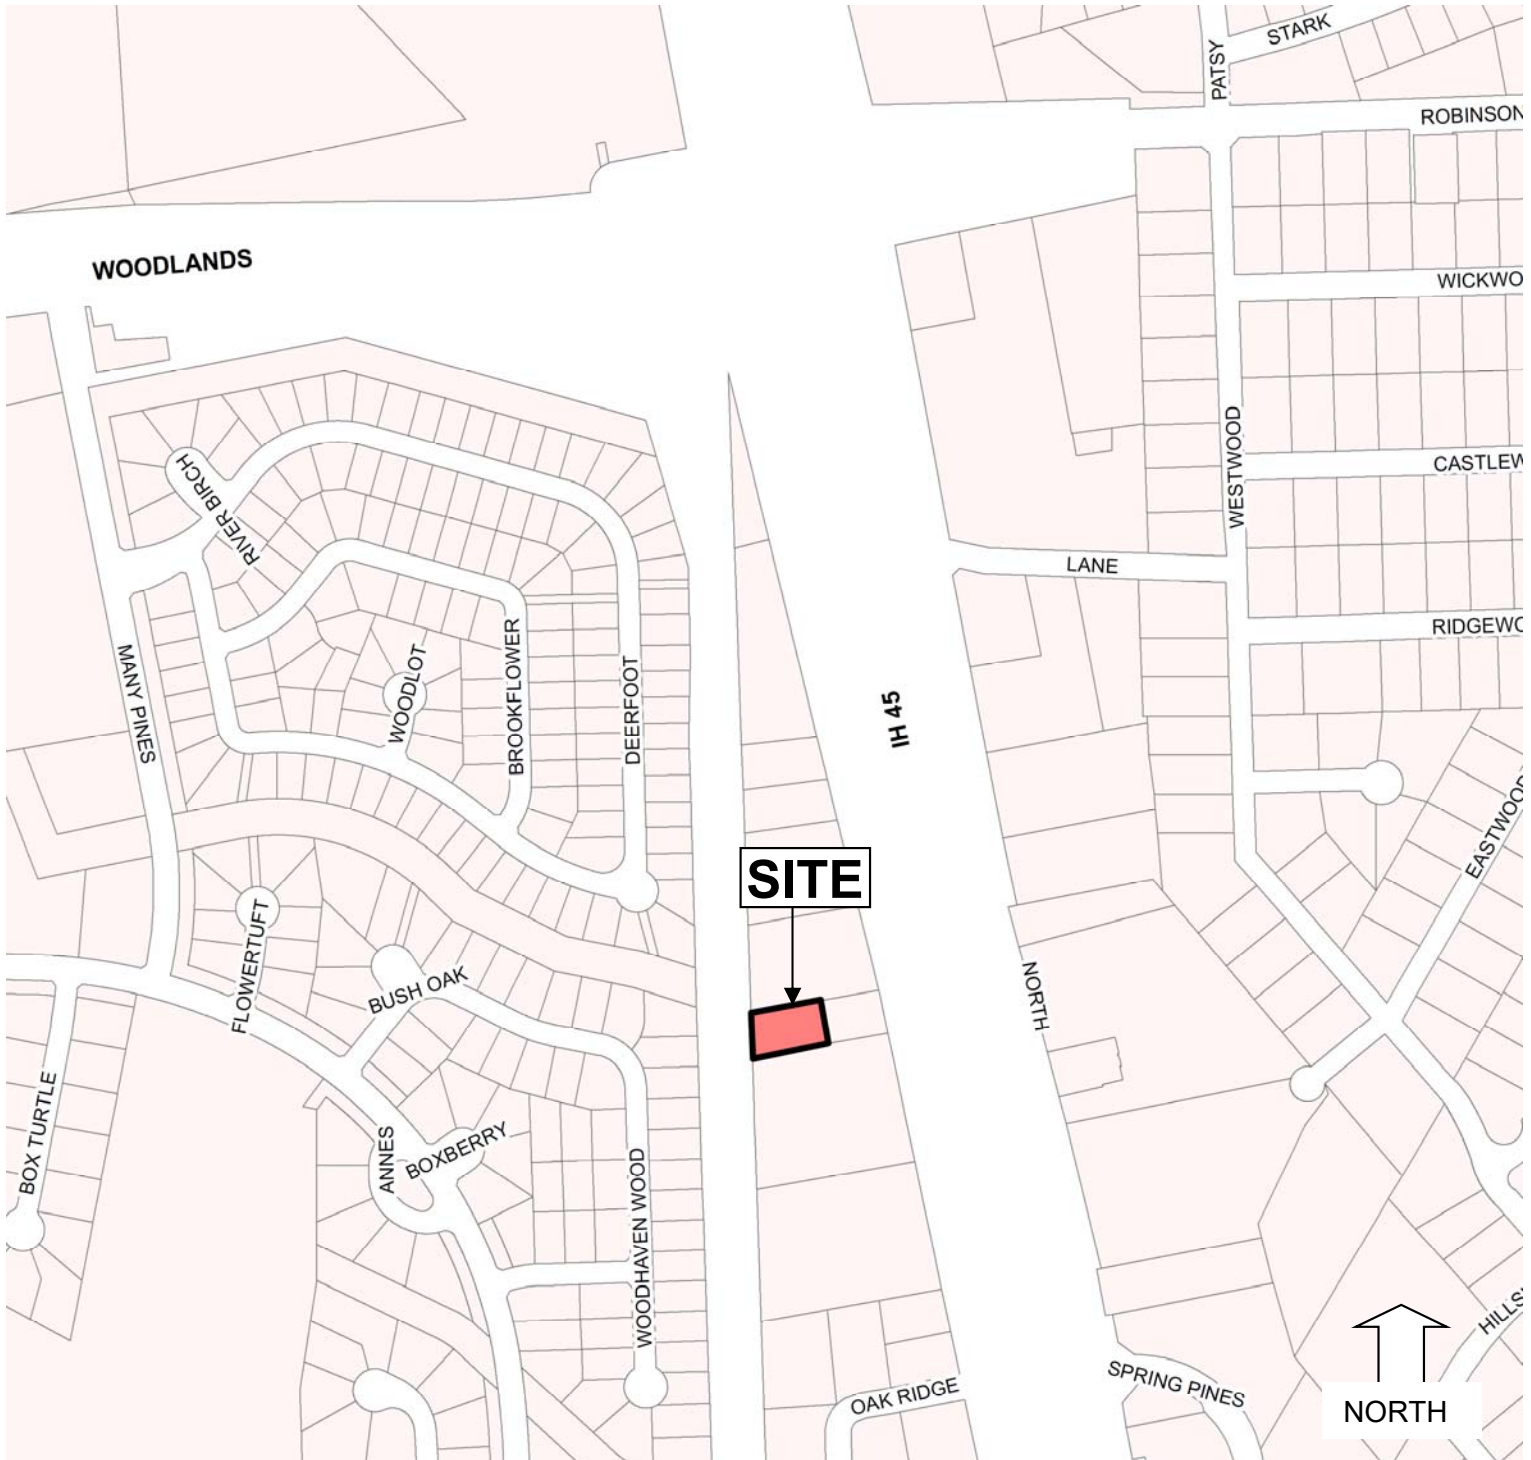 STARK
PATSY
ROBINSON
WOODLANDS
WICKWO
WESTWOOD
CASTLEW
RIVER BIRCH
LANE
RIDGEWO
MANY PINES
WOODLOT
BROOKFLOWER
DEERFOOT
IH 45
EASTWOOD
SITE
FLOWERTUFT
BUSH OAK
NORTH
BOX TURTLE
ANNES
BOXBERRY
WOODHAVEN WOOD
HILLS
OAK RIDGE
SPRING PINES
NORTH